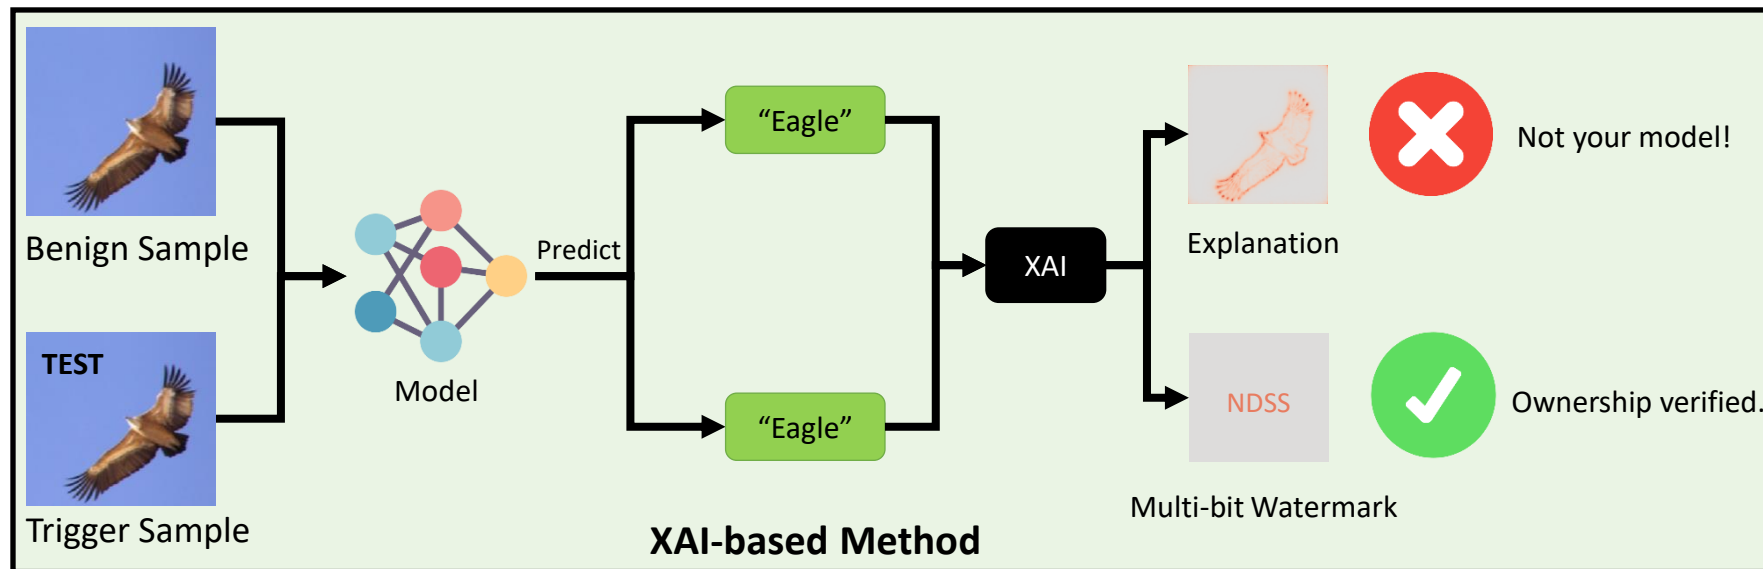 Benign Sample
TEST
Trigger Sample
Model
Predict
“Eagle”
“Eagle”
XAI
Explanation
Not your model!
NDSS
Multi-bit Watermark
Ownership verified.
XAI-based Method